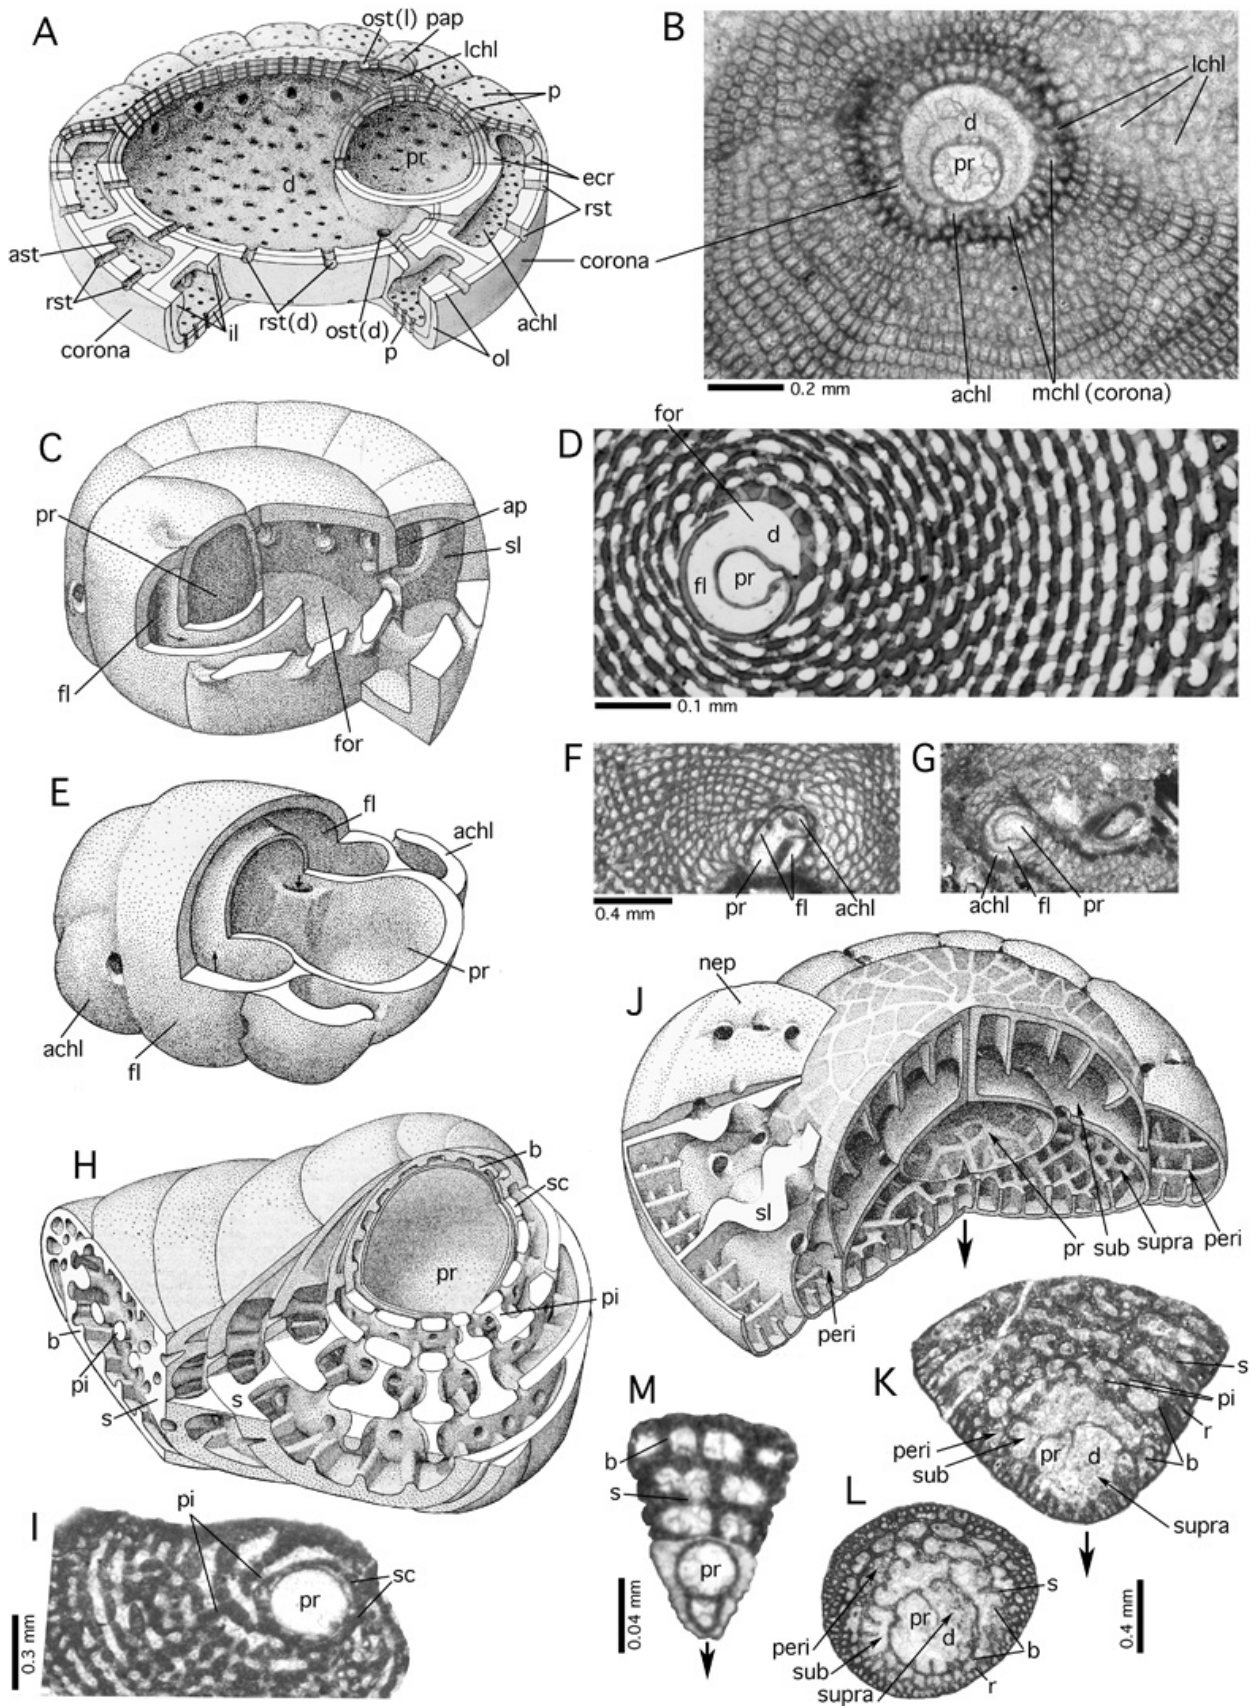 A
ost(l) pap
lchl
p
pr
d
ecr
rst
ast
rst
corona
achl
corona
il
rst(d)
ost(d)
p
ol
B
lchl
d
pr
0.2 mm
achl
mchl (corona)
C
pr
ap
sl
fl
for
for
D
d
fl
pr
0.1 mm
E
fl
achl
pr
achl
fl
F
0.4 mm
pr
fl
achl
G
achl
fl
pr
H
b
sc
pr
pi
b
pi
s
s
I
pi
sc
pr
0.3 mm
J
nep
sl
pr sub supra peri
peri
K
s
pi
r
peri
sub
pr
d
b
supra
L
s
peri
pr
d
sub
b
supra
r
0.4 mm
M
b
s
pr
0.04 mm